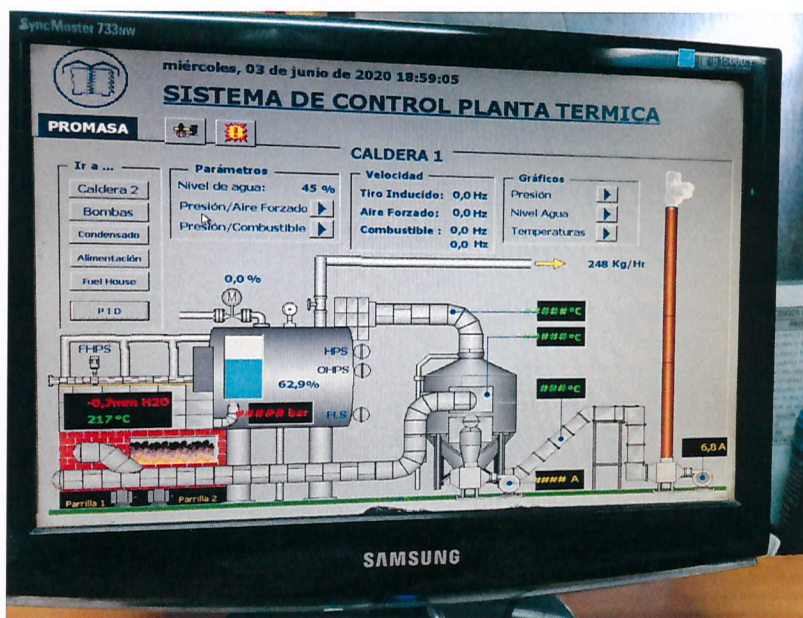 SyncMaster 733NW
miércoles, 03 de junio de 2020 18:59:05
SISTEMA DE CONTROL PLANTA TERMICA
PROMASA
CALDERA 1
Ir a ...
Caldera 2
Bombas
Condensado
Alimentación
Fuel House
PID
Parámetros
Nivel de agua: 45 %
Presión/Aire Forzado
Presión/Combustible
Velocidad
Tiro Inducido: 0,0 Hz
Aire Forzado: 0,0 Hz
Combustible : 0,0 Hz
0,0 Hz
Gráficos
Presión
Nivel Agua
Temperaturas
248 Kg/Hr
0,0 %
M
FHPS
HPS
OHPS
62,9%
FLS
##### bar
-0,7mm H2O
217 ºC
####ºC
####ºC
###ºC
#### A
6,8 A
Parrilla 1
Parrilla 2
SAMSUNG